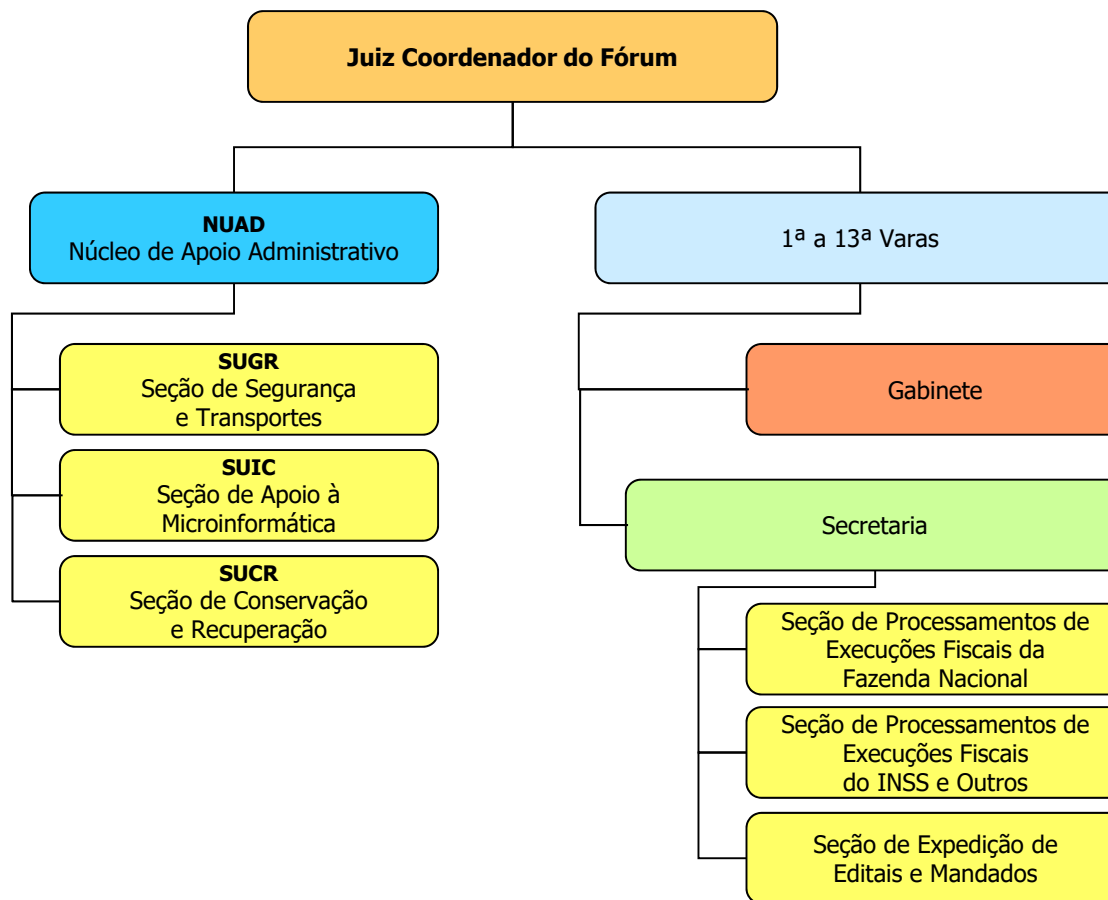 Juiz Coordenador do Fórum
NUAD
Núcleo de Apoio Administrativo
SUGR
Seção de Segurança
e Transportes
SUIC
Seção de Apoio à
Microinformática
SUCR
Seção de Conservação
e Recuperação
1ª a 13ª Varas
Gabinete
Secretaria
Seção de Processamentos de
Execuções Fiscais da
Fazenda Nacional
Seção de Processamentos de
Execuções Fiscais
do INSS e Outros
Seção de Expedição de
Editais e Mandados